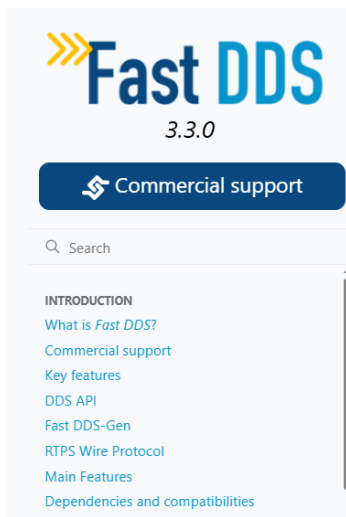 Fast DDS
3.3.0
Commercial support
Search
INTRODUCTION
What is Fast DDS?
Commercial support
Key features
DDS API
Fast DDS-Gen
RTPS Wire Protocol
Main Features
Dependencies and compatibilities